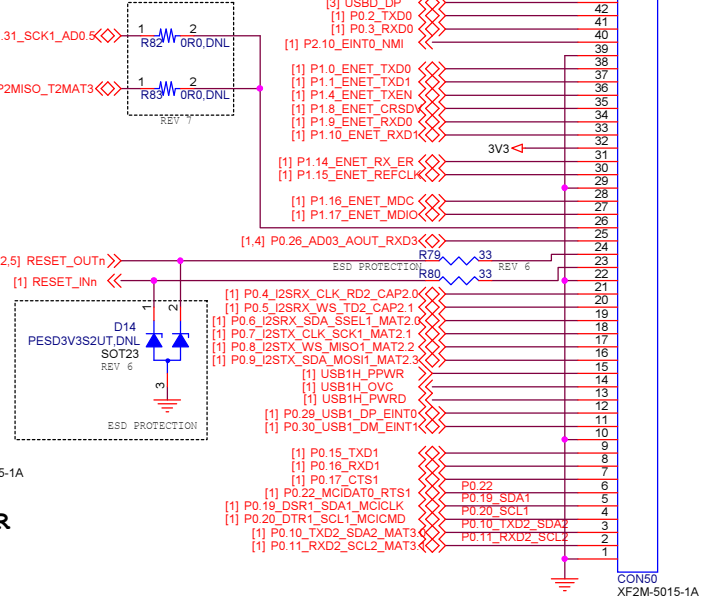 [3] USBD_DP
42
[1] P0.2_TXD0
41
[1] P0.3_RXD0
40
[1] P2.10_EINT0_NMI
39
.31_SCK1_AD0.5
1 2
R82 0R0,DNL
P2MISO_T2MAT3
1 2
R83 0R0,DNL
REV 7
[1] P1.0_ENET_TXD0
38
[1] P1.1_ENET_TXD1
37
[1] P1.4_ENET_TXEN
36
[1] P1.8_ENET_CRSDV
35
[1] P1.9_ENET_RXD0
34
[1] P1.10_ENET_RXD1
33
3V3
32
[1] P1.14_ENET_RX_ER
31
[1] P1.15_ENET_REFCLK
30
29
[1] P1.16_ENET_MDC
28
[1] P1.17_ENET_MDIO
27
26
[1,4] P0.26_AD03_AOUT_RXD3
25
2,5] RESET_OUTn
R79 33
24
ESD PROTECTION
REV 6
23
[1] RESET_INn
R80 33
22
[1] P0.4_I2SRX_CLK_RD2_CAP2.0
21
[1] P0.5_I2SRX_WS_TD2_CAP2.1
20
[1] P0.6_I2SRX_SDA_SSEL1_MAT2.0
19
[1] P0.7_I2STX_CLK_SCK1_MAT2.1
18
[1] P0.8_I2STX_WS_MISO1_MAT2.2
17
[1] P0.9_I2STX_SDA_MOSI1_MAT2.3
16
1 2
D14
PESD3V3S2UT,DNL
SOT23
REV 6
3
ESD PROTECTION
[1] USB1H_PPWR
15
[1] USB1H_OVC
14
[1] USB1H_PWRD
13
[1] P0.29_USB1_DP_EINT0
12
[1] P0.30_USB1_DM_EINT1
11
10
[1] P0.15_TXD1
9
[1] P0.16_RXD1
8
[1] P0.17_CTS1
7
[1] P0.22_MCIDAT0_RTS1
P0.22
6
[1] P0.19_DSR1_SDA1_MCICLK
P0.19_SDA1
5
[1] P0.20_DTR1_SCL1_MCICMD
P0.20_SCL1
4
[1] P0.10_TXD2_SDA2_MAT3.0
P0.10_TXD2_SDA2
3
[1] P0.11_RXD2_SCL2_MAT3.1
P0.11_RXD2_SCL2
2
1
5-1A
R
CON50
XF2M-5015-1A